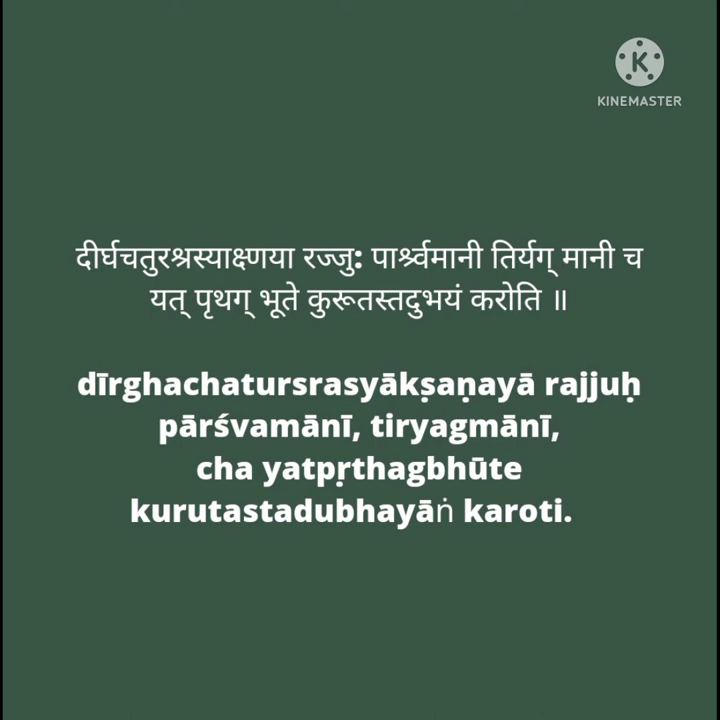 KINEMASTER
दीर्घचतुरश्रस्याक्ष्णया रज्जु: पार्श्र्वमानी तिर्यग् मानी च
यत् पृथग् भूते कुरूतस्तदुभयं करोति ॥
dīrghachatursrasyākṣaṇayā rajjuḥ
pārśvamānī, tiryagmānī,
cha yatpṛthagbhūte
kurutastadubhayāṅ karoti.